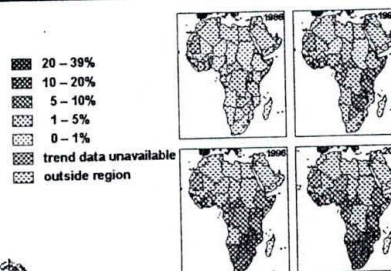 20 – 39%
10 – 20%
5 – 10%
1 – 5%
0 – 1%
trend data unavailable
outside region
1986
1996